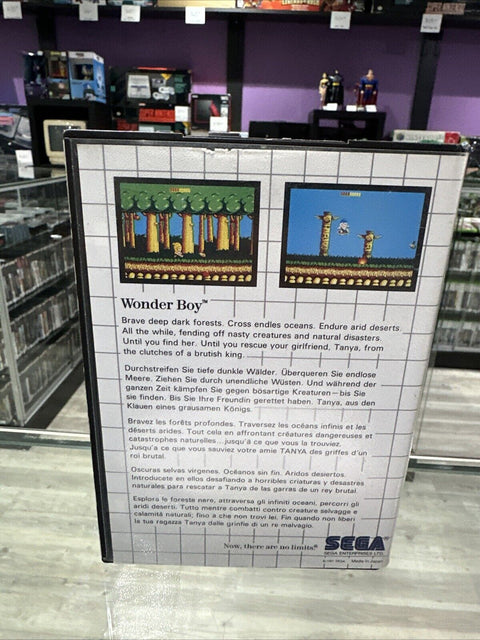 Wonder Boy™
Brave deep dark forests. Cross endles oceans. Endure arid deserts.
All the while, fending off nasty creatures and natural disasters.
Until you find her. Until you rescue your girlfriend, Tanya, from
the clutches of a brutish king.
Durchstreifen Sie tiefe dunkle Wälder. Überqueren Sie endlose
Meere. Ziehen Sie durch unendliche Wüsten. Und während der
ganzen Zeit kämpfen Sie gegen bösartige Kreaturen—bis Sie
sie finden. Bis Sie Ihre Freundin gerettet haben. Tanya, aus den
Klauen eines grausamen Königs.
Bravez les forêts profondes. Traversez les océans infinis et les
déserts arides. Tout cela en affrontant créatures dangereuses et
catastrophes naturelles...jusqu'à ce que vous la trouviez.
Jusqu'a ce que vous sauviez votre amie TANYA des griffes d'un
roi brutal.
Oscuras selvas virgenes. Océanos sin fin. Aridos desiertos.
Introducete en ellos desafiando a horribles criaturas y desastres
naturales para rescatar a Tanya de las garras de un rey brutal.
Esplora le foreste nere, attraversa gli infiniti oceani, percorri gli
aridi deserti. Tutto mentre combatti contro creature selvagge e
calamità naturali; fino a che non trovi lei. Fin quando non liberi
la tua ragazza Tanya dalle grinfie di un re malvagio.
Now, there are no limits.®
SEGA®
SEGA ENTERPRISES LTD.
Made in Japan